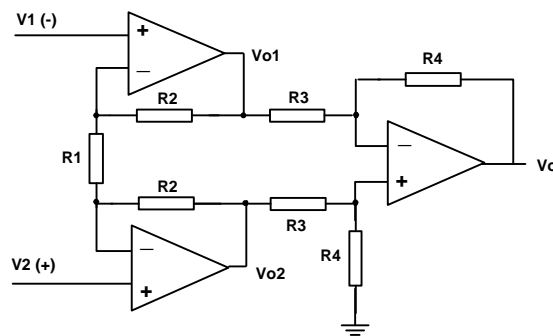 V1 (-)
+
Vo1
R4
R2
R3
R1
Vo
+
R2
R3
V2 (+)
R4
+
Vo2